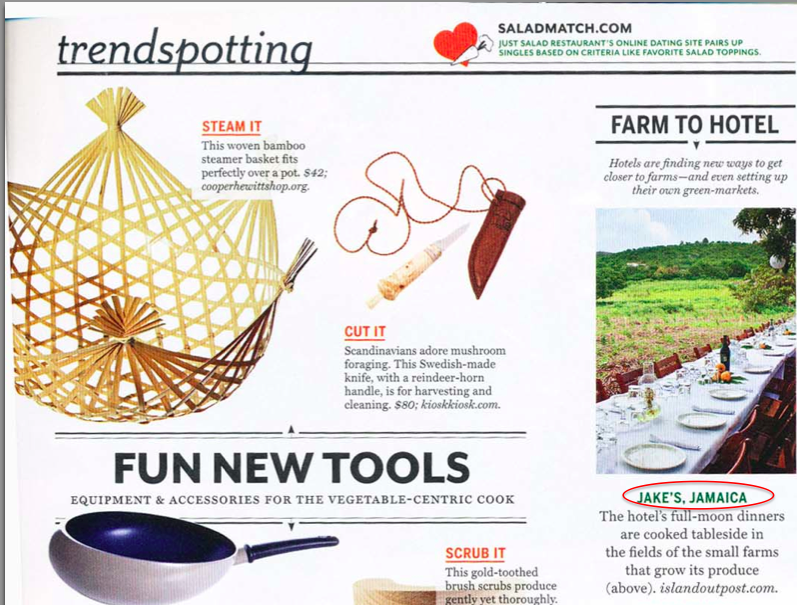 trendspotting
SALADMATCH.COM
JUST SALAD RESTAURANT'S ONLINE DATING SITE PAIRS UP
SINGLES BASED ON CRITERIA LIKE FAVORITE SALAD TOPPINGS.
STEAM IT
This woven bamboo
steamer basket fits
perfectly over a pot. $42;
cooperhewittshop.org.
CUT IT
Scandinavians adore mushroom
foraging. This Swedish-made
knife, with a reindeer-horn
handle, is for harvesting and
cleaning. $80; kioskkiosk.com.
FUN NEW TOOLS
EQUIPMENT & ACCESSORIES FOR THE VEGETABLE-CENTRIC COOK
SCRUB IT
This gold-toothed
brush scrubs produce
gently yet thoroughly.
FARM TO HOTEL
Hotels are finding new ways to get
closer to farms—and even setting up
their own green-markets.
JAKE'S, JAMAICA
The hotel's full-moon dinners
are cooked tableside in
the fields of the small farms
that grow its produce
(above). islandoutpost.com.